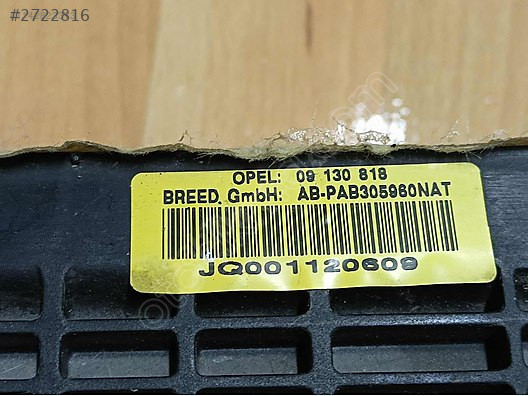 #2722816
OPEL: 09 130 818
BREED GmbH: AB-PAB305960NAT
JQ001120609